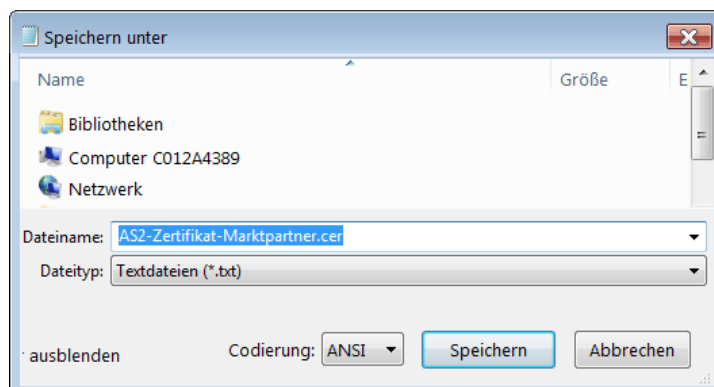 Speichern unter
Name Größe E
Bibliotheken
Computer C012A4389
Netzwerk
Dateiname: AS2-Zertifikat-Marktpartner.cer
Dateityp: Textdateien (*.txt)
ausblenden Codierung: ANSI Speichern Abbrechen